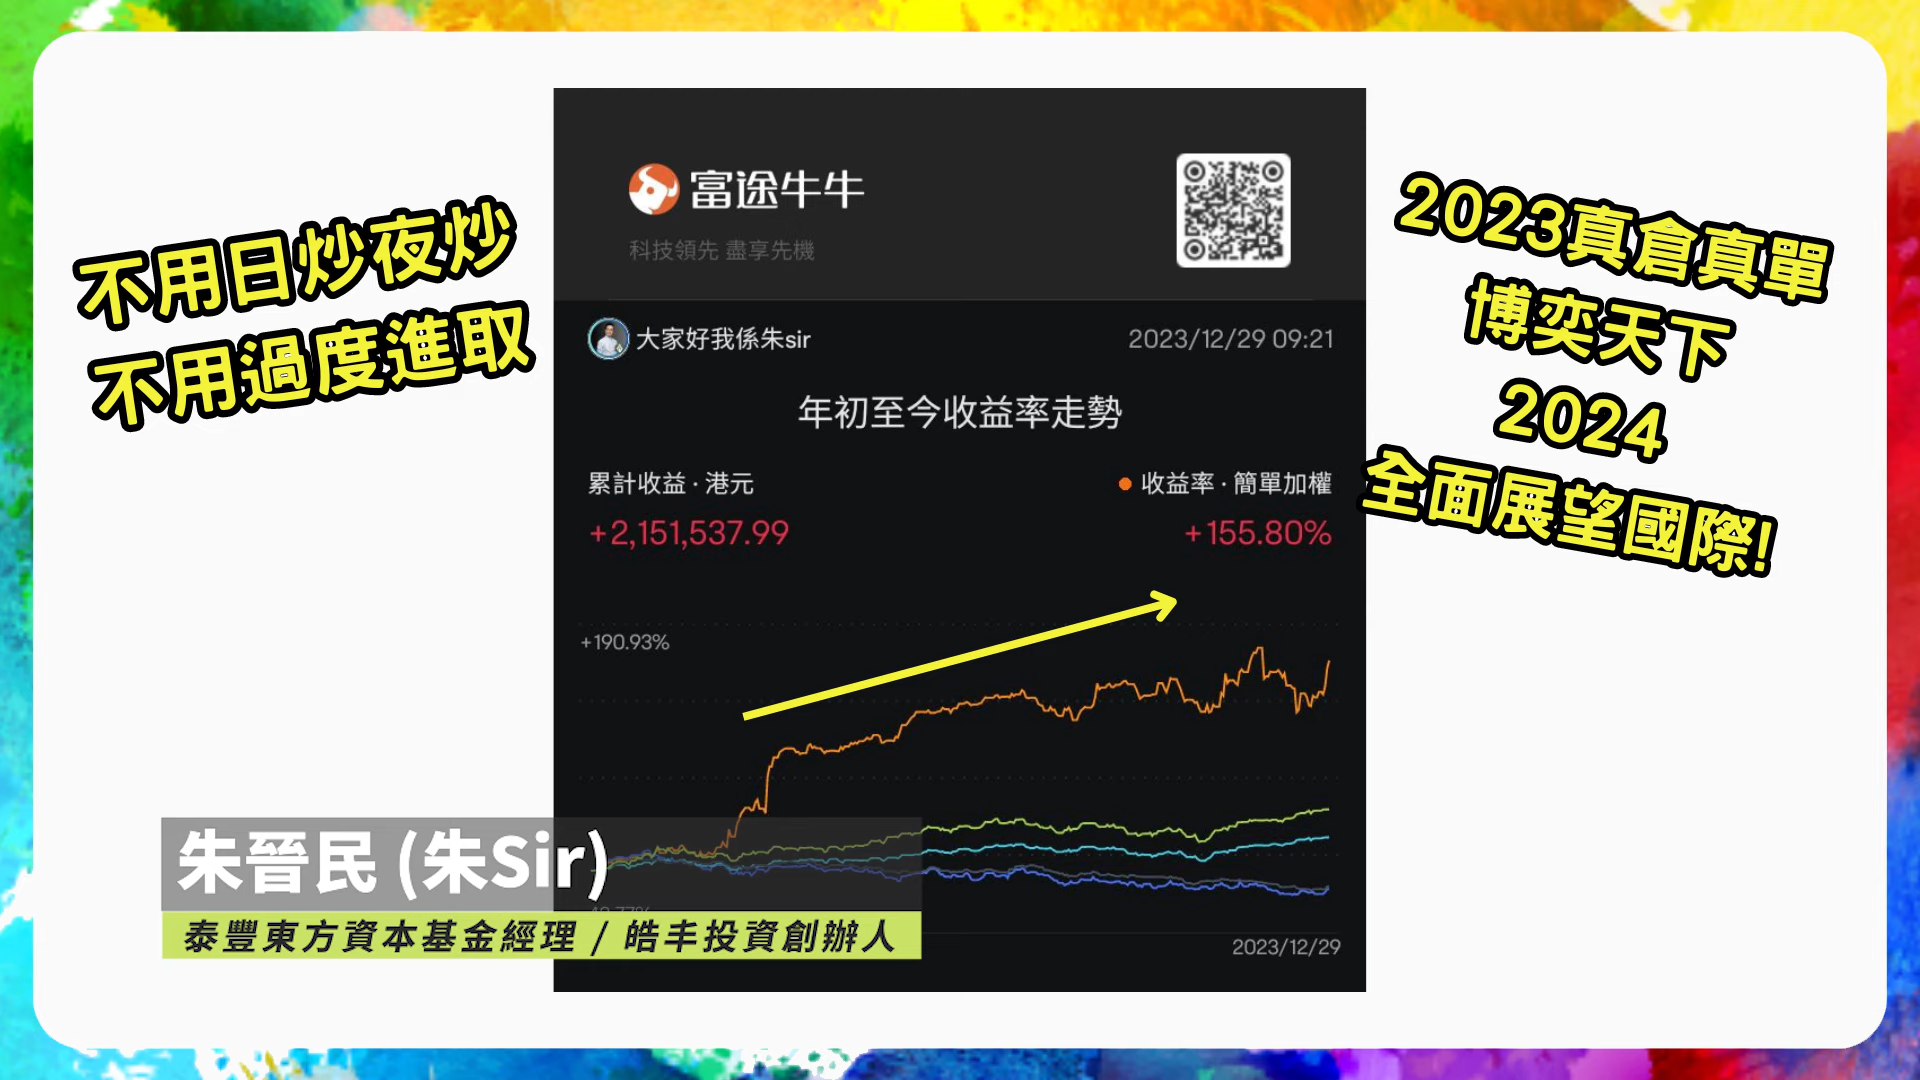 不用日炒夜炒
不用過度進取
富途牛牛
科技領先 盡享先機
大家好我係朱sir
2023/12/29 09:21
年初至今收益率走勢
累計收益 · 港元
收益率 · 簡單加權
+2,151,537.99
+155.80%
+190.93%
2023/12/29
2023真倉真單
博奕天下
2024
全面展望國際!
朱晉民 (朱Sir)
泰豐東方資本基金經理 / 皓丰投資創辦人